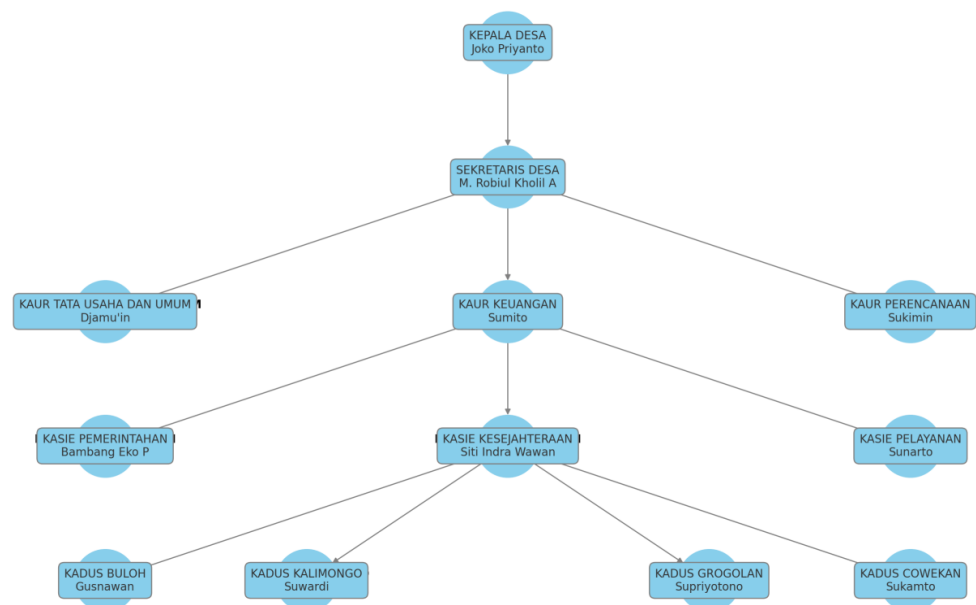 KEPALA DESA
Joko Priyanto
SEKRETARIS DESA
M. Robiul Kholil A
KAUR TATA USAHA DAN UMUM
Djamu'in
KAUR KEUANGAN
Sumito
KAUR PERENCANAAN
Sukimin
KASIE PEMERINTAHAN
Bambang Eko P
KASIE KESEJAHTERAAN
Siti Indra Wawan
KASIE PELAYANAN
Sunarto
KADUS BULOH
Gusnawan
KADUS KALIMONGO
Suwardi
KADUS GROGOLAN
Supriyotono
KADUS COWEKAN
Sukamto